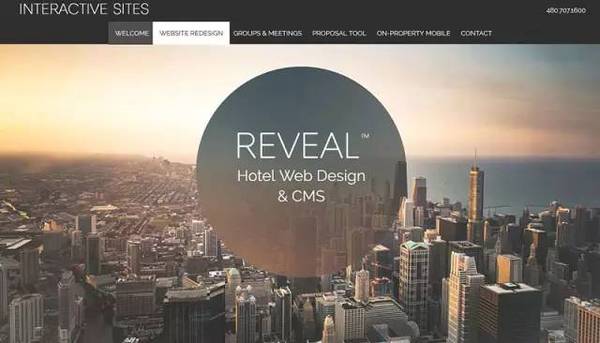 INTERACTIVE SITES
480.707.1600
WELCOME WEBSITE REDESIGN GROUPS & MEETINGS PROPOSAL TOOL ON-PROPERTY MOBILE CONTACT
REVEAL™
Hotel Web Design
& CMS